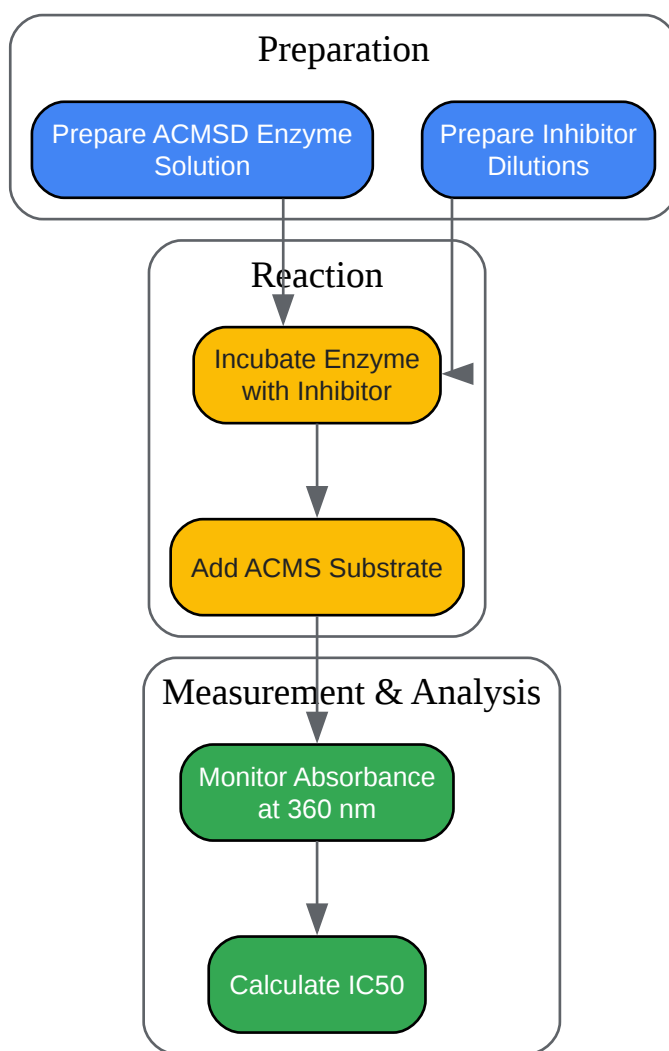 Preparation
Prepare ACMSD Enzyme
Solution
Prepare Inhibitor
Dilutions
Reaction
Incubate Enzyme
with Inhibitor
Add ACMS Substrate
Measurement & Analysis
Monitor Absorbance
at 360 nm
Calculate IC50